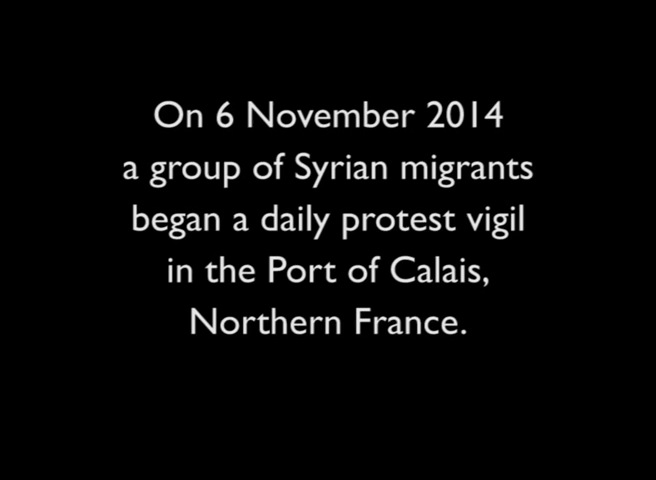 On 6 November 2014
a group of Syrian migrants
began a daily protest vigil
in the Port of Calais,
Northern France.